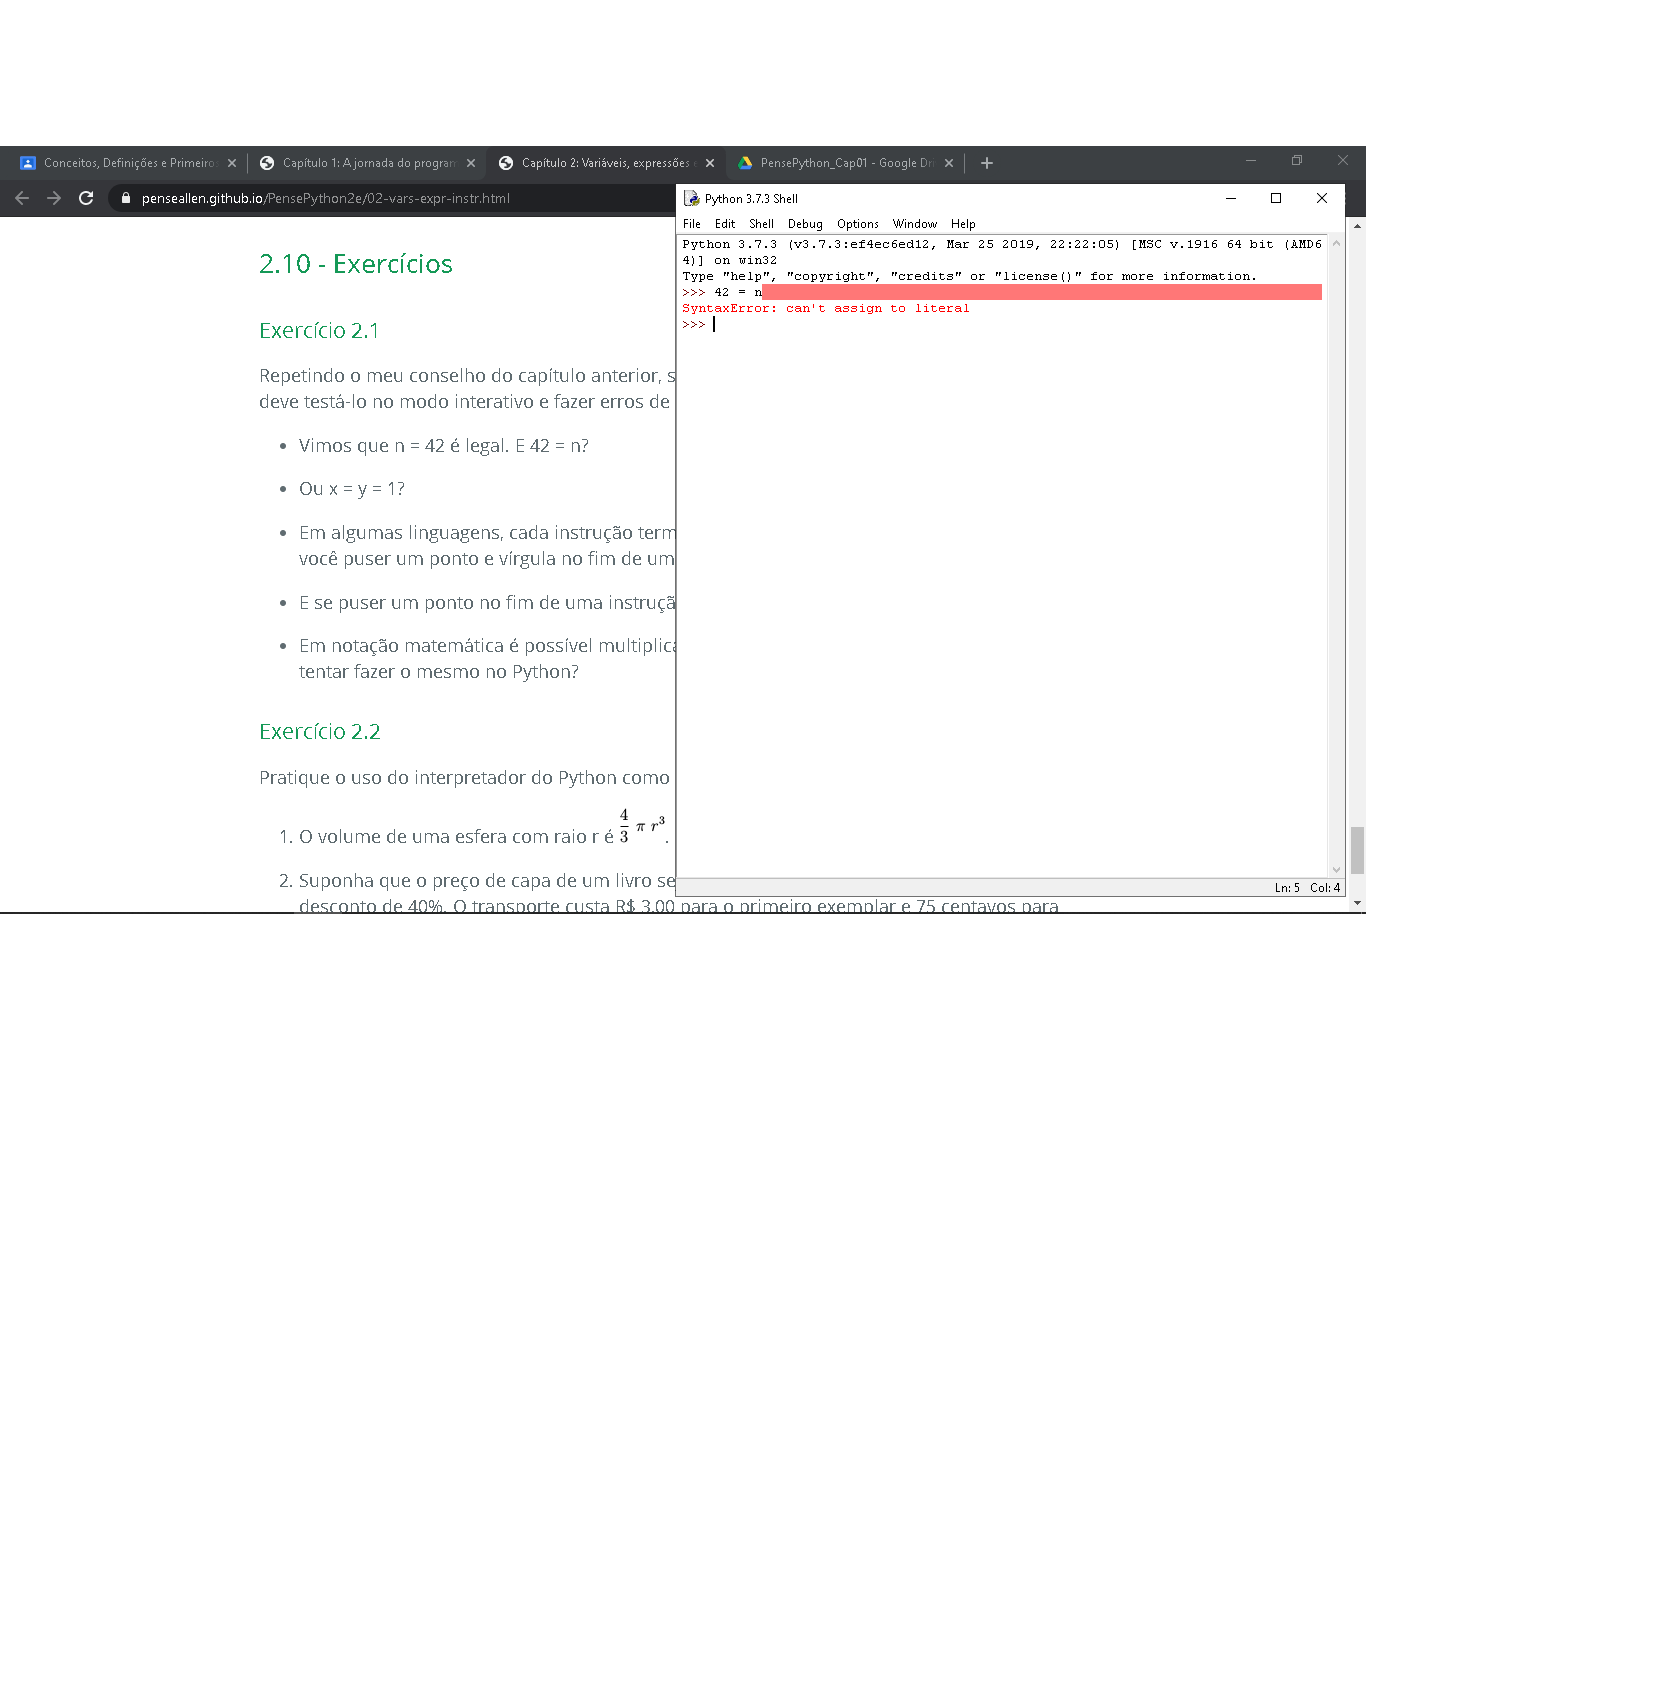 Conceitos, Definições e Primeiro
Capítulo 1: A jornada do program
Capítulo 2: Variáveis, expressões
PensePython_Cap01 - Google Dri
penseallen.github.io/PensePython2e/02-vars-expr-instr.html
2.10 - Exercícios
Exercício 2.1
Repetindo o meu conselho do capítulo anterior, s
deve testá-lo no modo interativo e fazer erros de
Vimos que n = 42 é legal. E 42 = n?
Ou x = y = 1?
Em algumas linguagens, cada instrução term
você puser um ponto e vírgula no fim de um
E se puser um ponto no fim de uma instruçã
Em notação matemática é possível multiplica
tentar fazer o mesmo no Python?
Exercício 2.2
Pratique o uso do interpretador do Python como
1. O volume de uma esfera com raio r é 4/3 π r³.
2. Suponha que o preço de capa de um livro se
desconto de 40%. O transporte custa R$ 3,00 para o primeiro exemplar e 75 centavos para
Python 3.7.3 Shell
File Edit Shell Debug Options Window Help
Python 3.7.3 (v3.7.3:ef4ec6ed12, Mar 25 2019, 22:22:05) [MSC v.1916 64 bit (AMD6
4)] on win32
Type "help", "copyright", "credits" or "license()" for more information.
>>> 42 = n
SyntaxError: can't assign to literal
>>>
Ln: 5 Col: 4